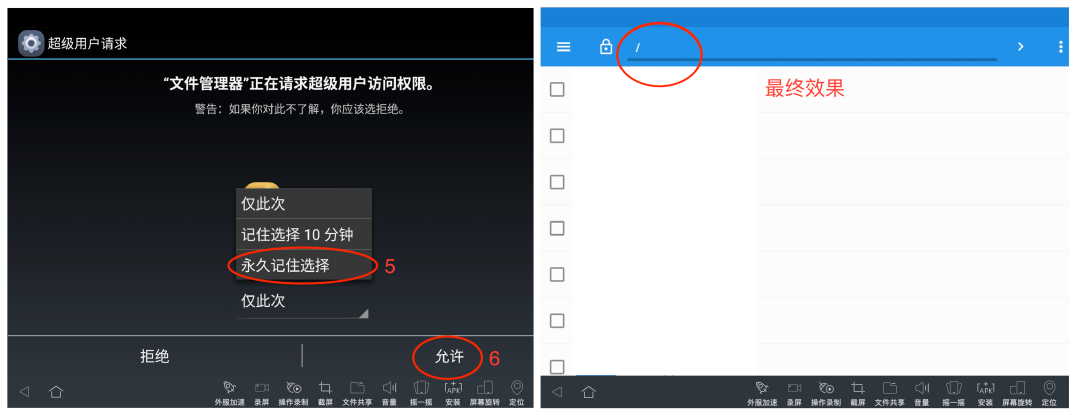 超级用户请求
“文件管理器”正在请求超级用户访问权限。
警告：如果你对此不了解，你应该选拒绝。
仅此次
记住选择 10 分钟
永久记住选择
5
仅此次
拒绝
允许
6
外服加速 录屏 操作录制 截屏 文件共享 音量 摇一摇 安装 屏幕旋转 定位
APK
/
最终效果
外服加速 录屏 操作录制 截屏 文件共享 音量 摇一摇 安装 屏幕旋转 定位
APK